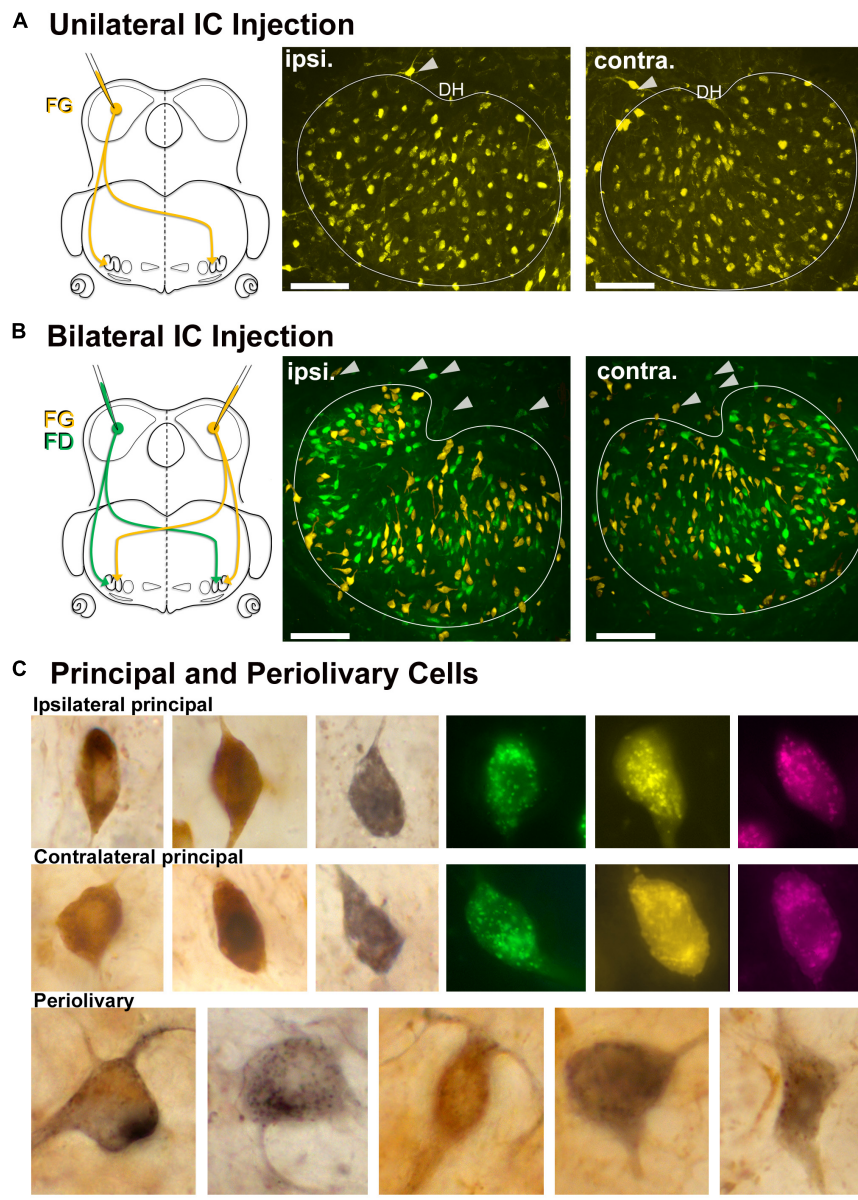 A Unilateral IC Injection
FG
ipsi.
DH
contra.
DH
B Bilateral IC Injection
FG
FD
ipsi.
contra.
C Principal and Periolivary Cells
Ipsilateral principal
Contralateral principal
Periolivary